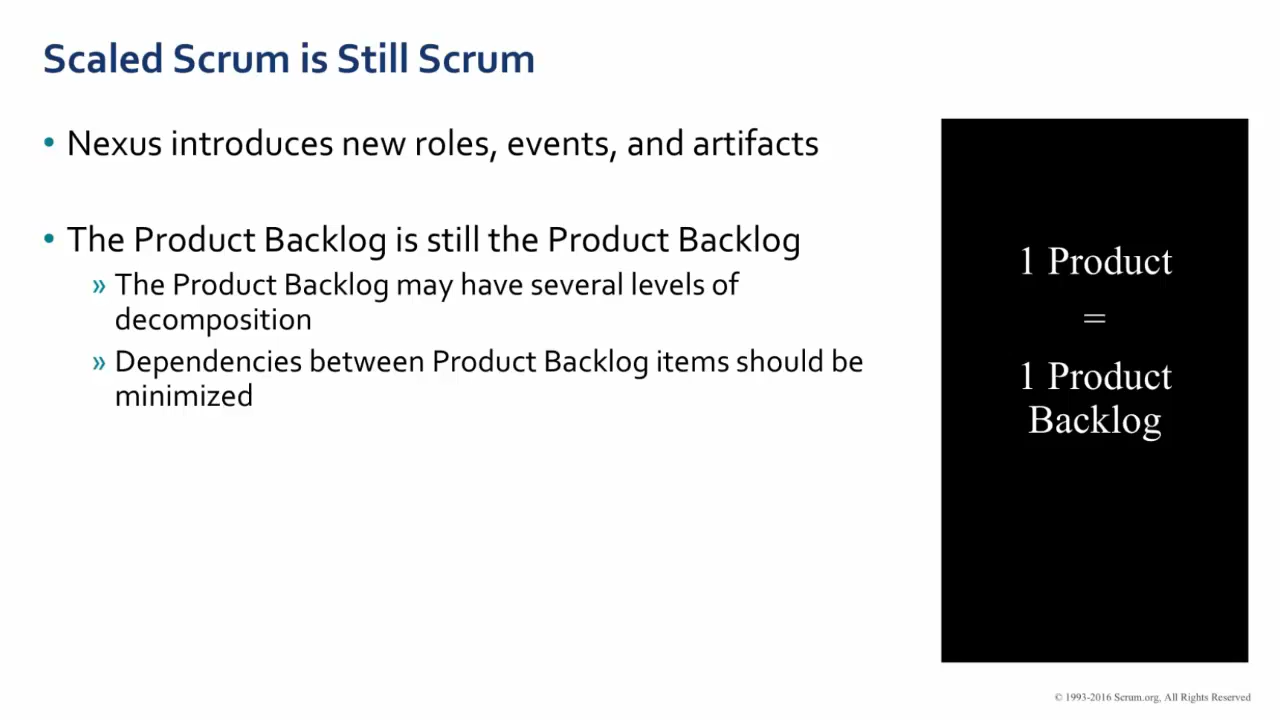 Scaled Scrum is Still Scrum
• Nexus introduces new roles, events, and artifacts
• The Product Backlog is still the Product Backlog
» The Product Backlog may have several levels of
decomposition
» Dependencies between Product Backlog items should be
minimized
1 Product
=
1 Product
Backlog
© 1993-2016 Scrum.org, All Rights Reserved